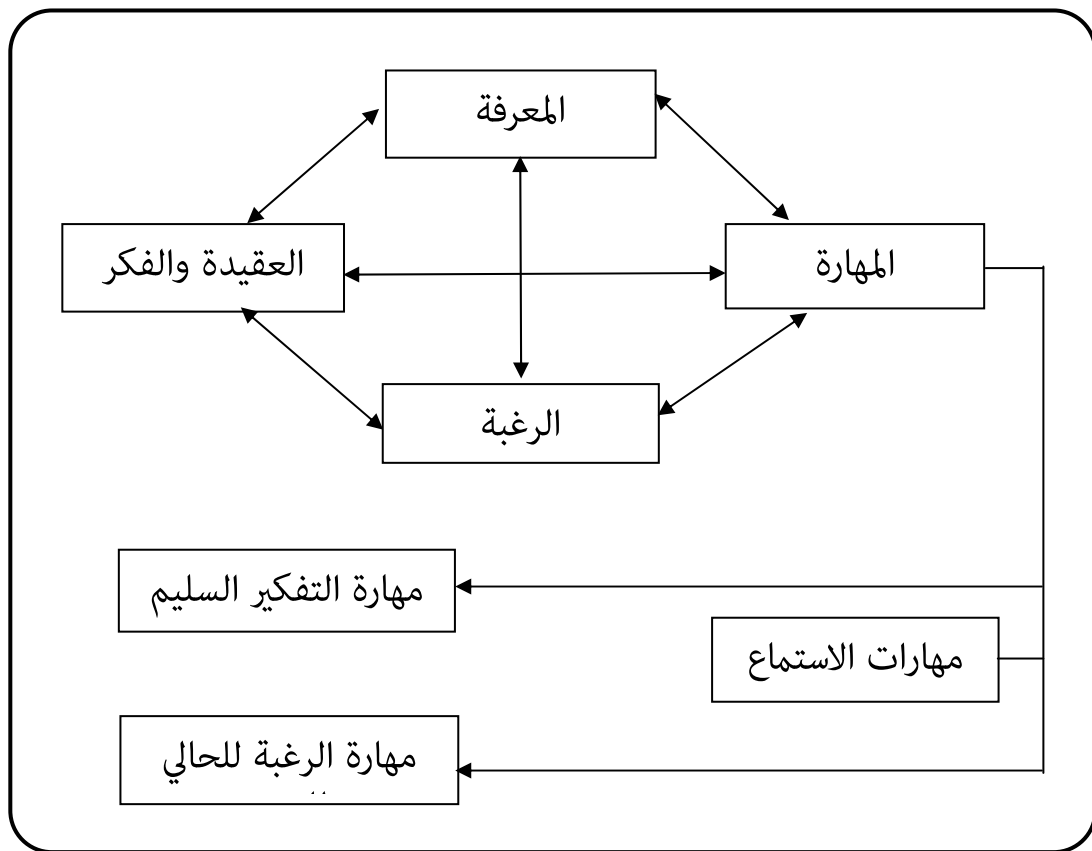 المعرفة
المهارة
العقيدة والفكر
الرغبة
مهارة التفكير السليم
مهارات الاستماع
مهارة الرغبة للحالي